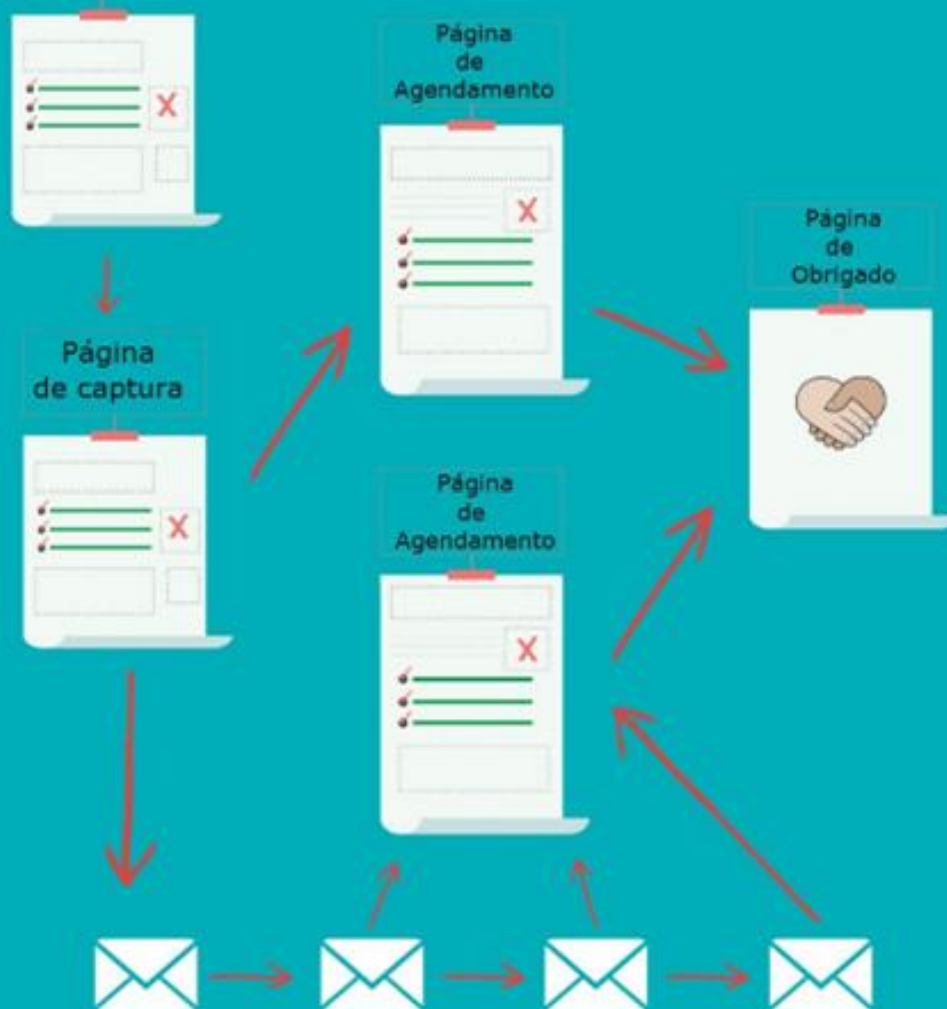 Página
de
Agendamento
Página
de
Obrigado
Página
de captura
Página
de
Agendamento